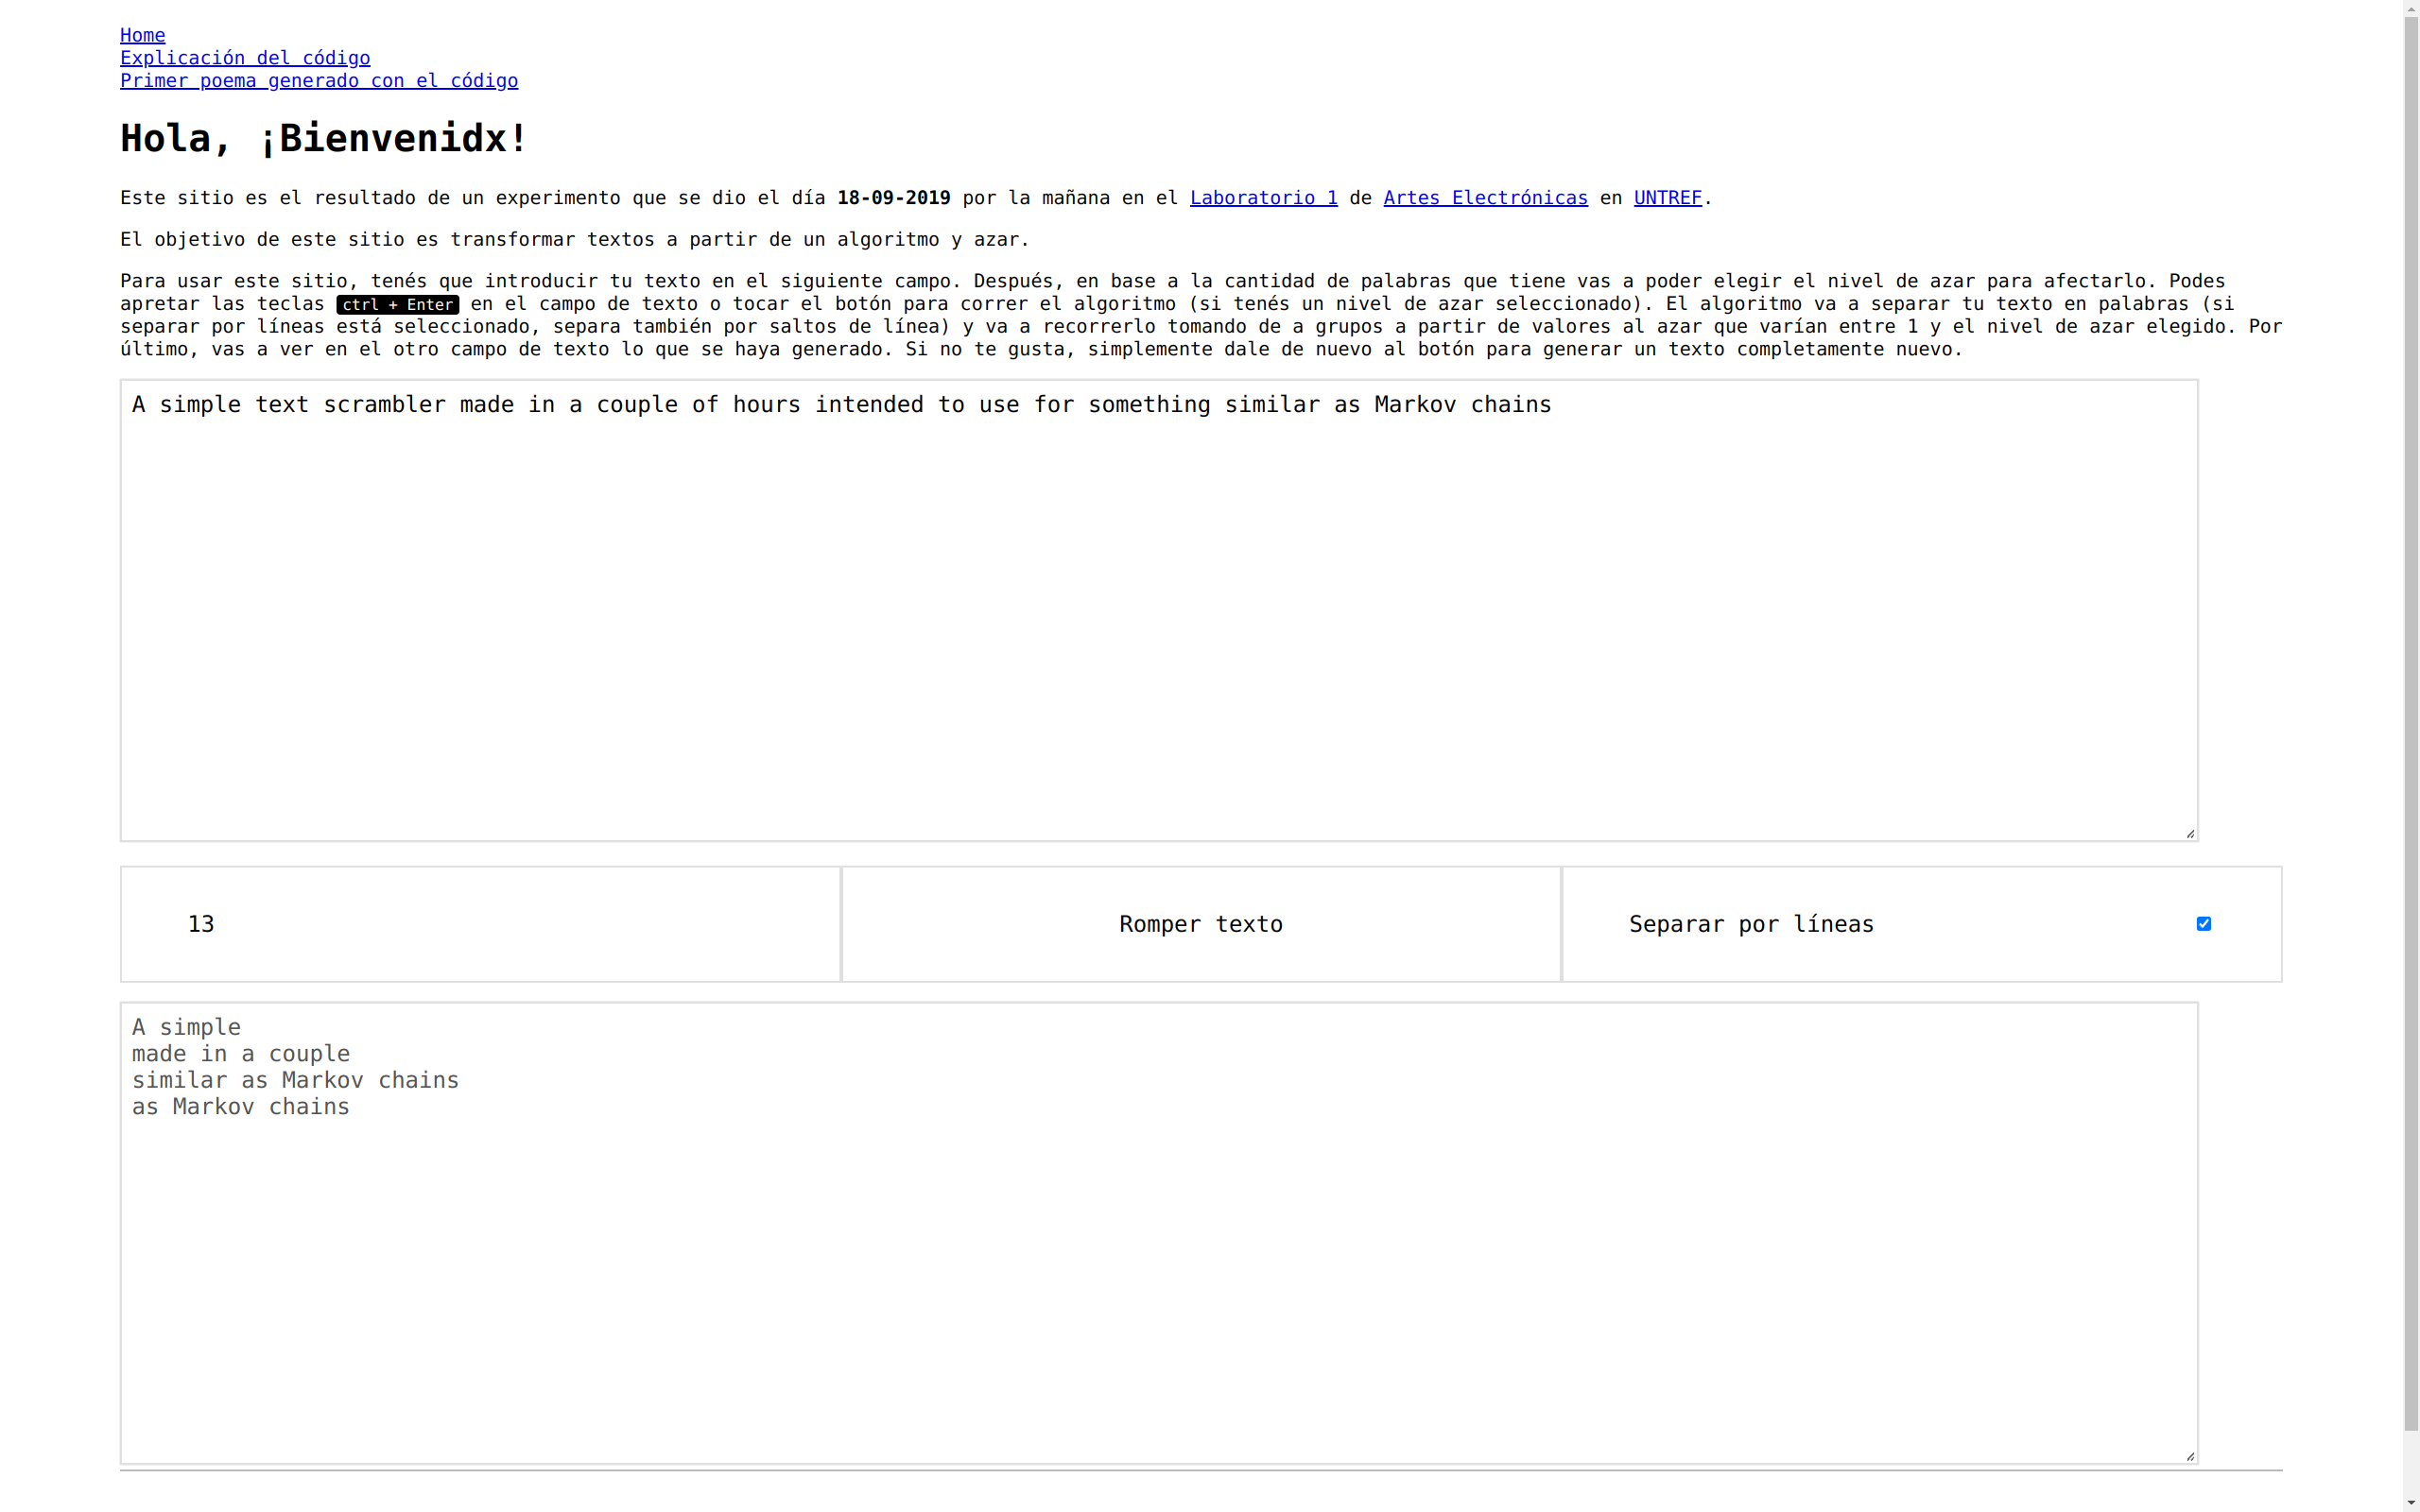 Home
Explicación del código
Primer poema generado con el código
Hola, ¡Bienvenidx!
Este sitio es el resultado de un experimento que se dio el día 18-09-2019 por la mañana en el Laboratorio 1 de Artes Electrónicas en UNTREF.
El objetivo de este sitio es transformar textos a partir de un algoritmo y azar.
Para usar este sitio, tenés que introducir tu texto en el siguiente campo. Después, en base a la cantidad de palabras que tiene vas a poder elegir el nivel de azar para afectarlo. Podes
apretar las teclas ctrl + Enter en el campo de texto o tocar el botón para correr el algoritmo (si tenés un nivel de azar seleccionado). El algoritmo va a separar tu texto en palabras (si
separar por líneas está seleccionado, separa también por saltos de línea) y va a recorrerlo tomando de a grupos a partir de valores al azar que varían entre 1 y el nivel de azar elegido. Por
último, vas a ver en el otro campo de texto lo que se haya generado. Si no te gusta, simplemente dale de nuevo al botón para generar un texto completamente nuevo.
A simple text scrambler made in a couple of hours intended to use for something similar as Markov chains
13
Romper texto
Separar por líneas
A simple
made in a couple
similar as Markov chains
as Markov chains